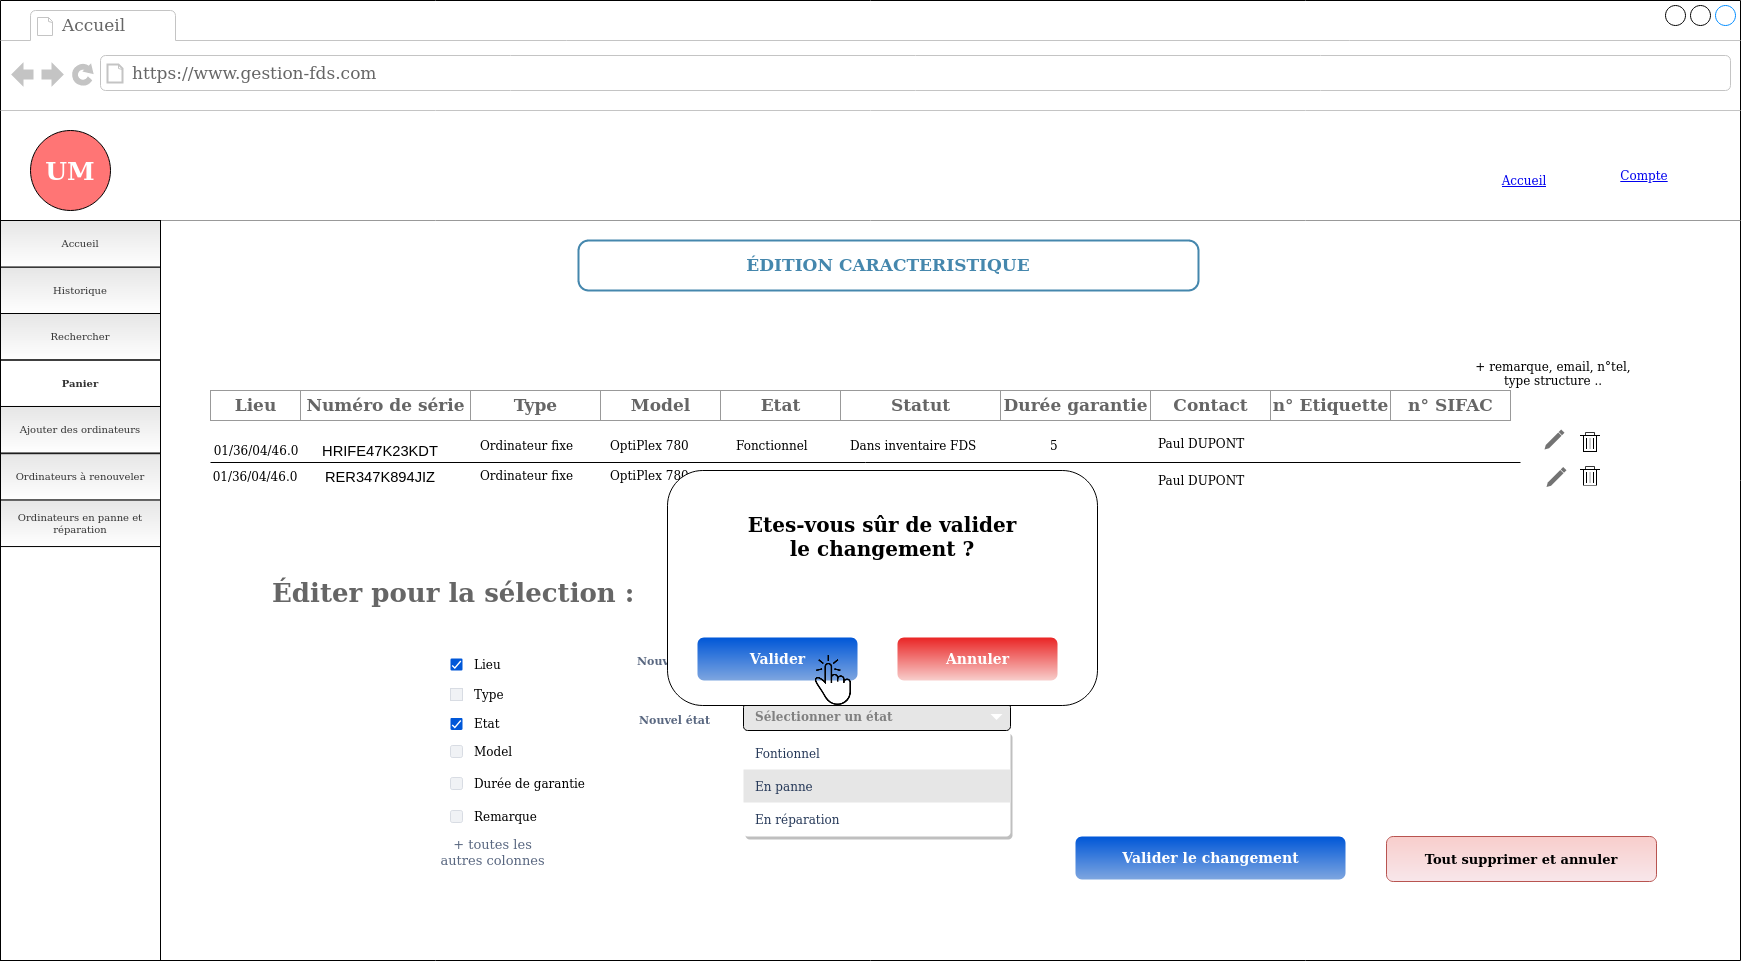 Accueil
https://www.gestion-fds.com
UM
Accueil
Compte
Accueil
Historique
Rechercher
Panier
Ajouter des ordinateurs
Ordinateurs à renouveler
Ordinateurs en panne et
réparation
ÉDITION CARACTERISTIQUE
+ remarque, email, n°tel,
type structure ..
Lieu Numéro de série Type Model Etat Statut Durée garantie Contact n° Etiquette n° SIFAC
01/36/04/46.0 HRIFE47K23KDT Ordinateur fixe OptiPlex 780 Fonctionnel Dans inventaire FDS 5 Paul DUPONT
01/36/04/46.0 RER347K894JIZ Ordinateur fixe OptiPlex 780 Paul DUPONT
Etes-vous sûr de valider
le changement ?
Valider Annuler
Éditer pour la sélection :
Lieu
Type
Etat
Model
Durée de garantie
Remarque
+ toutes les
autres colonnes
Nouv
Nouvel état
Sélectionner un état
Fontionnel
En panne
En réparation
Valider le changement
Tout supprimer et annuler